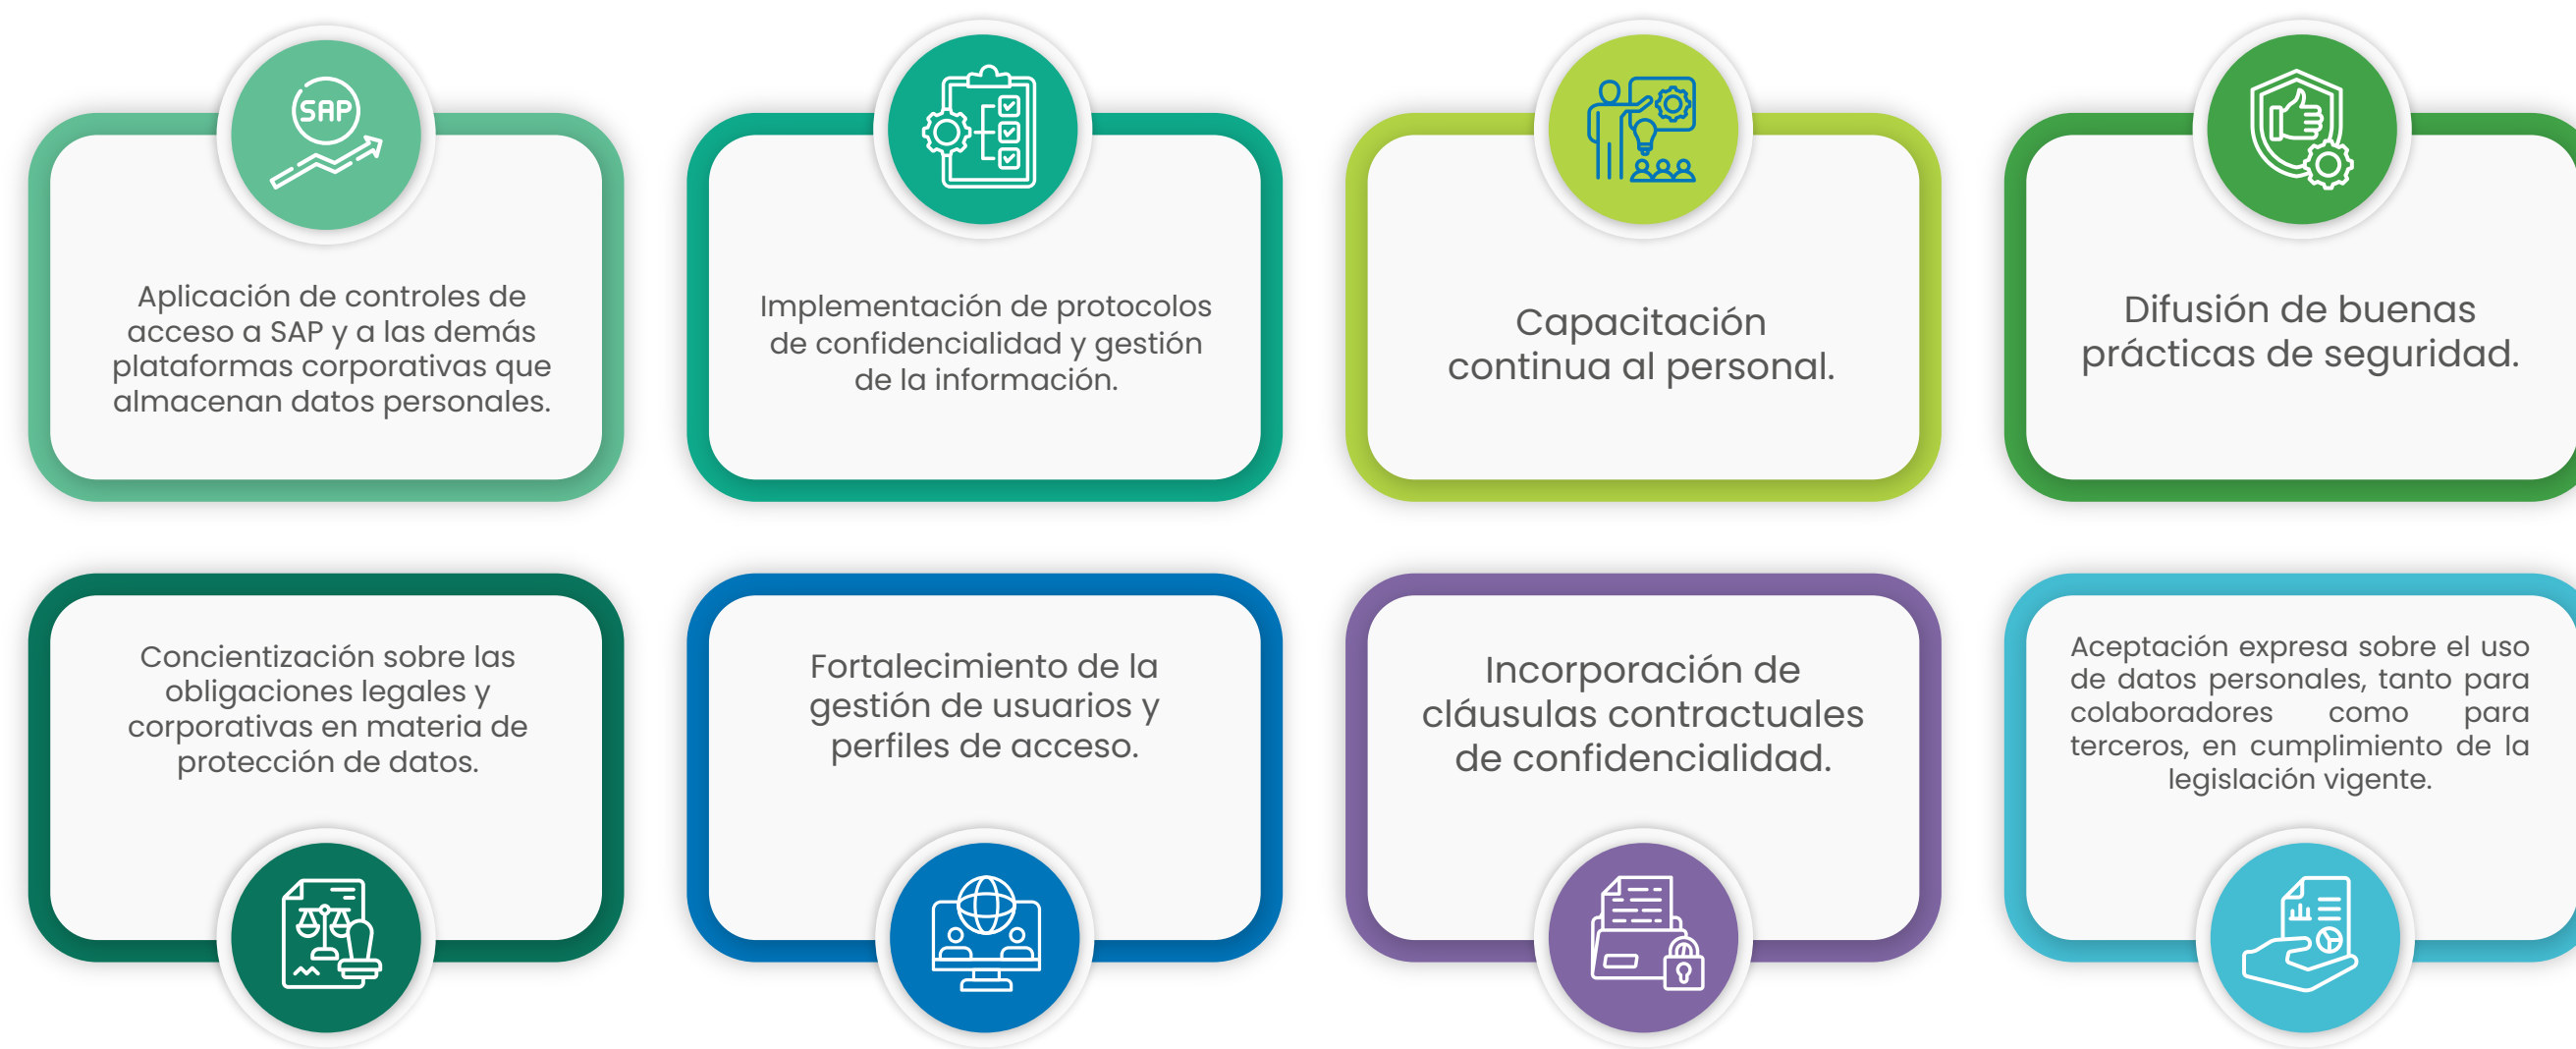 SAP
Aplicación de controles de
acceso a SAP y a las demás
plataformas corporativas que
almacenan datos personales.
Implementación de protocolos
de confidencialidad y gestión
de la información.
Capacitación
continua al personal.
Difusión de buenas
prácticas de seguridad.
Concientización sobre las
obligaciones legales y
corporativas en materia de
protección de datos.
Fortalecimiento de la
gestión de usuarios y
perfiles de acceso.
Incorporación de
cláusulas contractuales
de confidencialidad.
Aceptación expresa sobre el uso
de datos personales, tanto para
colaboradores como para
terceros, en cumplimiento de la
legislación vigente.